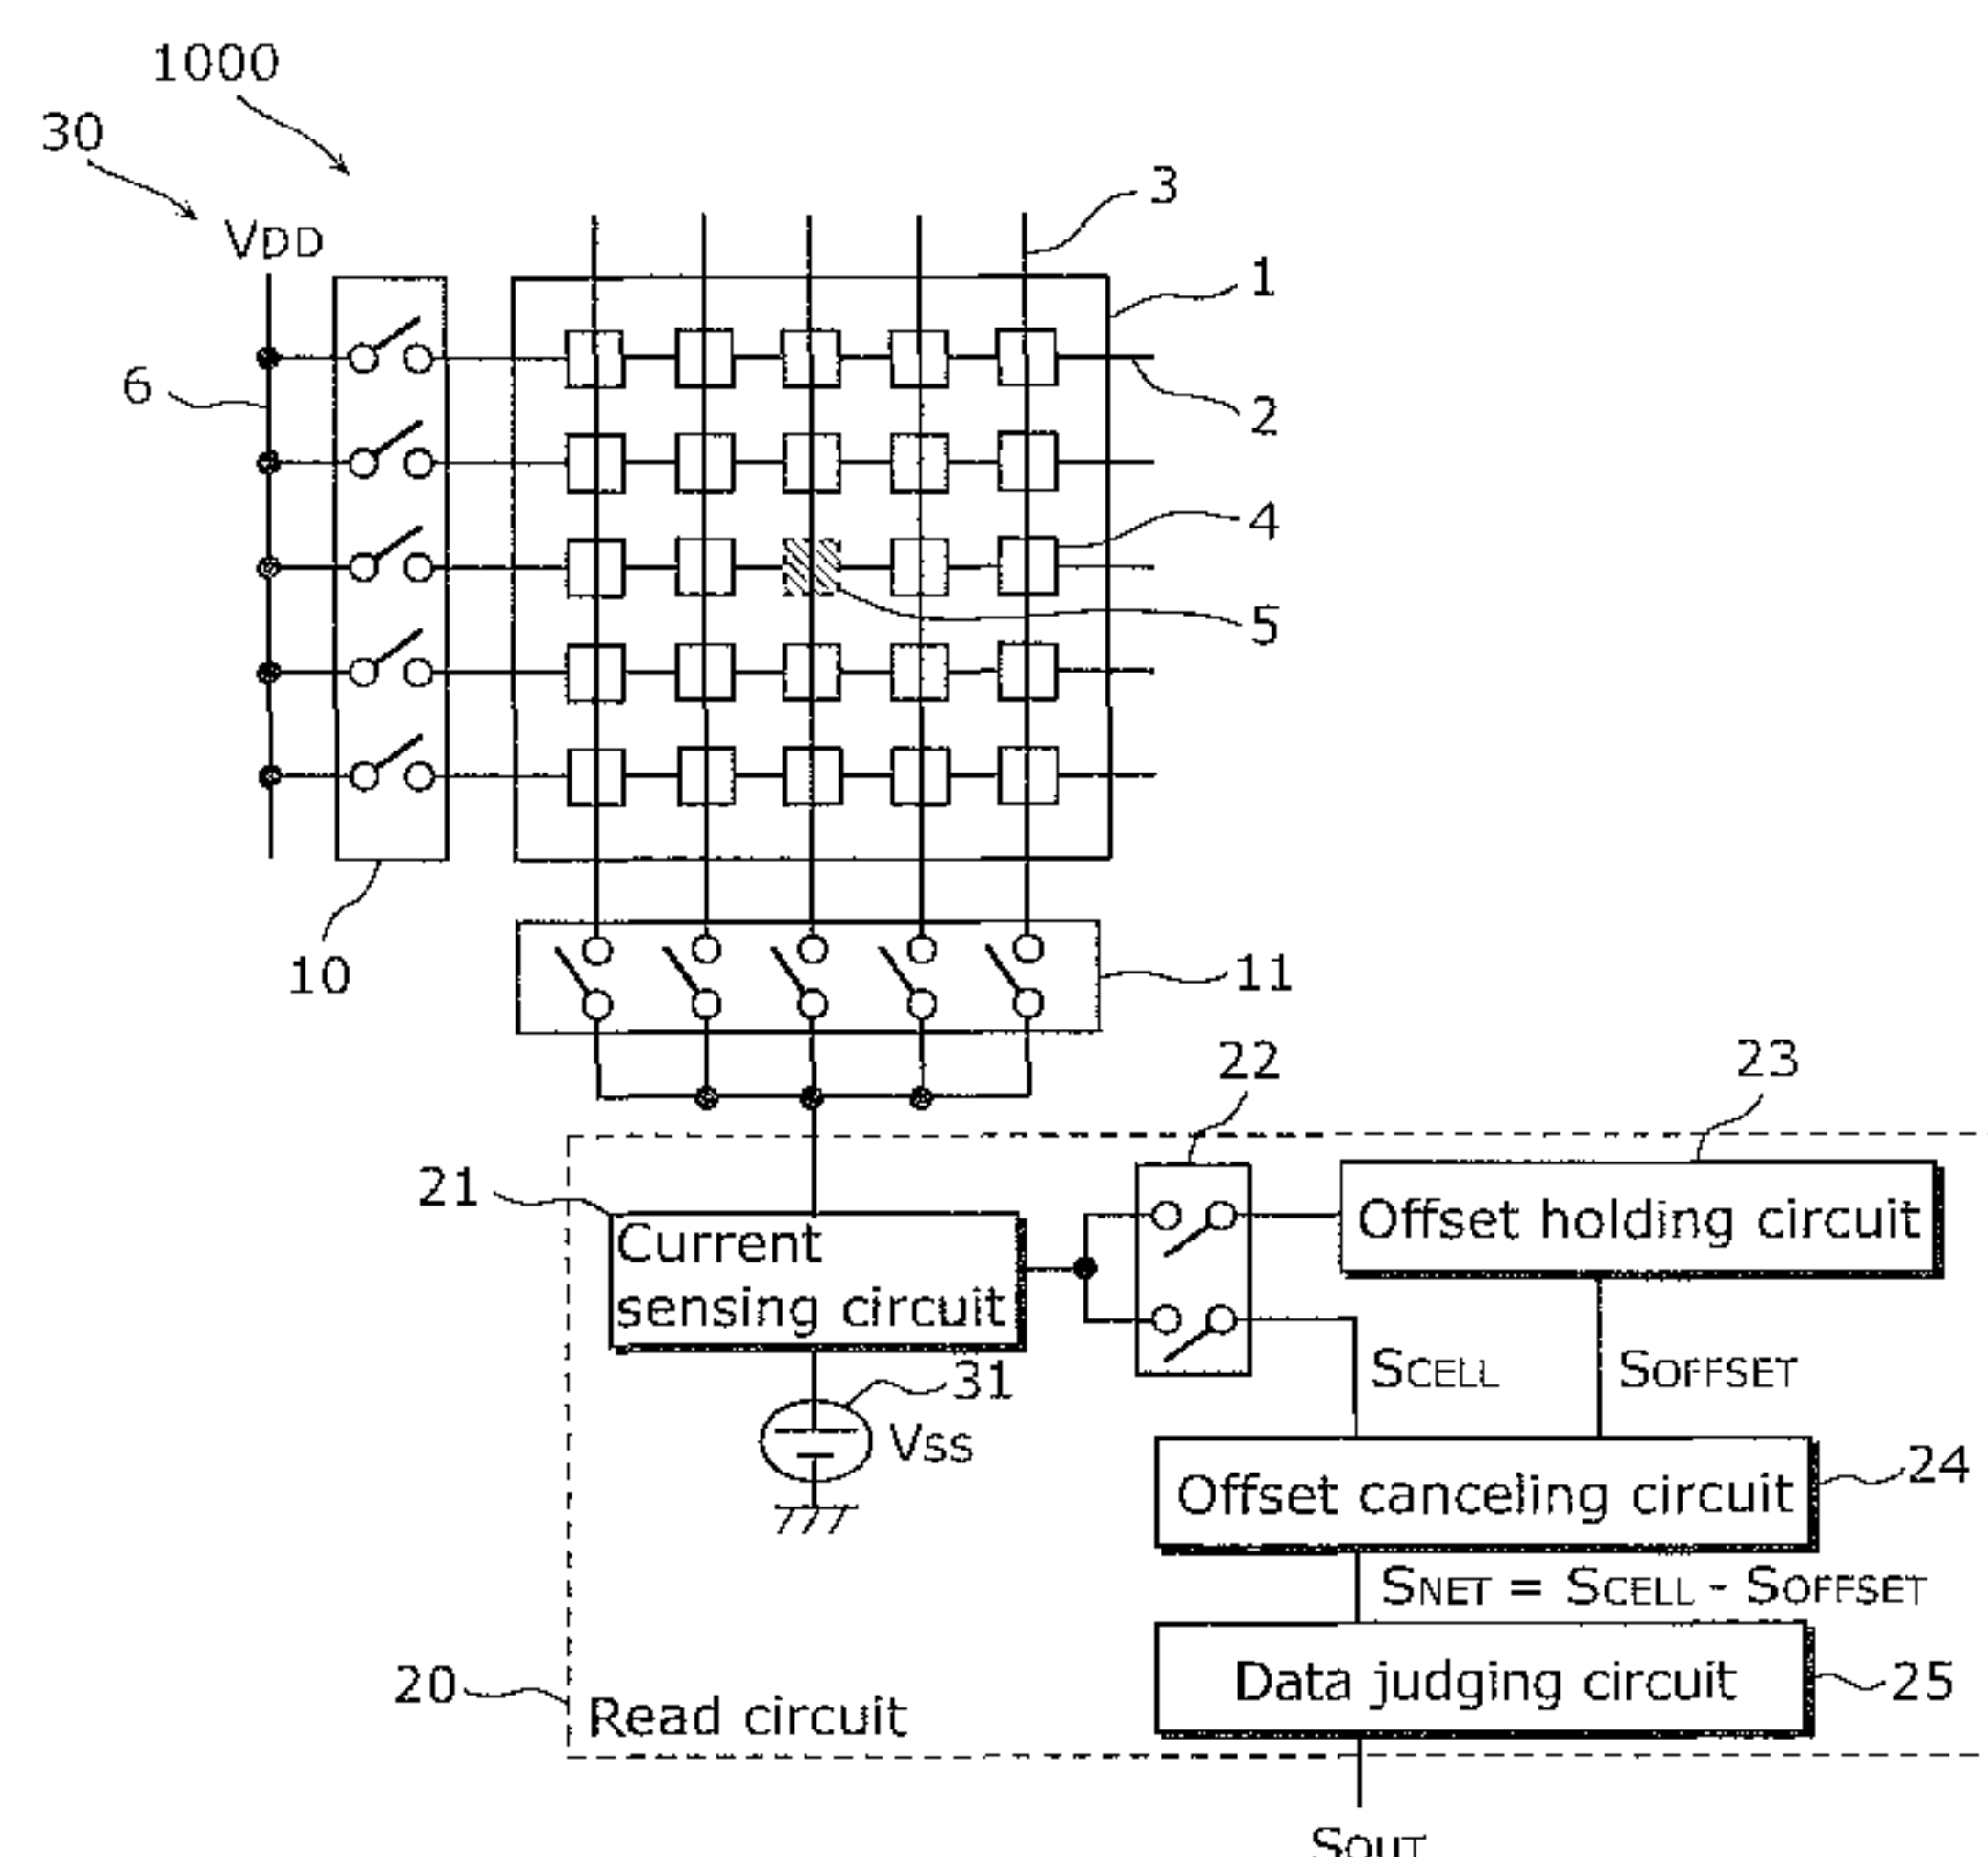 1000
30
VDD
3
1
6
2
4
5
10
11
22
23
21
Current
sensing circuit
Offset holding circuit
31
SCELL
SOFFSET
VSS
24
Offset canceling circuit
SNET = SCELL - SOFFSET
20
Read circuit
Data judging circuit
25
SOUT